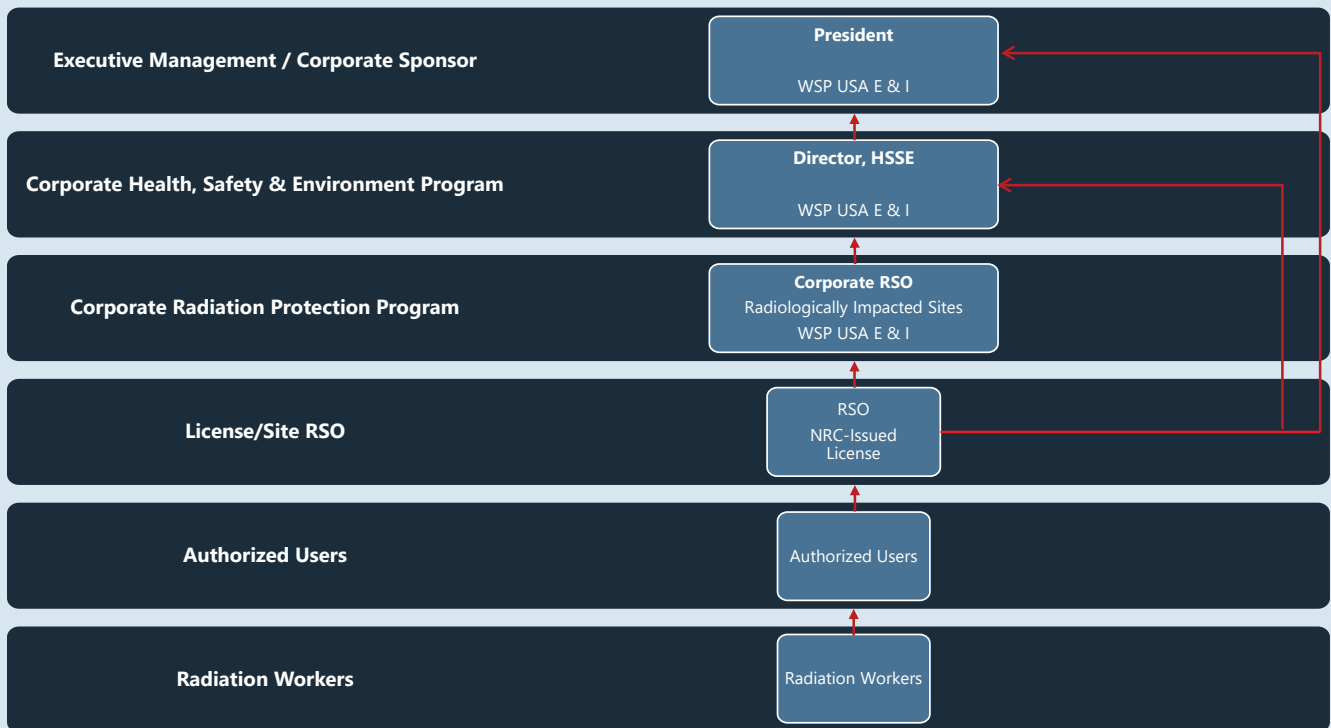 Executive Management / Corporate Sponsor
President
WSP USA E & I
Corporate Health, Safety & Environment Program
Director, HSSE
WSP USA E & I
Corporate Radiation Protection Program
Corporate RSO
Radiologically Impacted Sites
WSP USA E & I
License/Site RSO
RSO
NRC-Issued
License
Authorized Users
Authorized Users
Radiation Workers
Radiation Workers